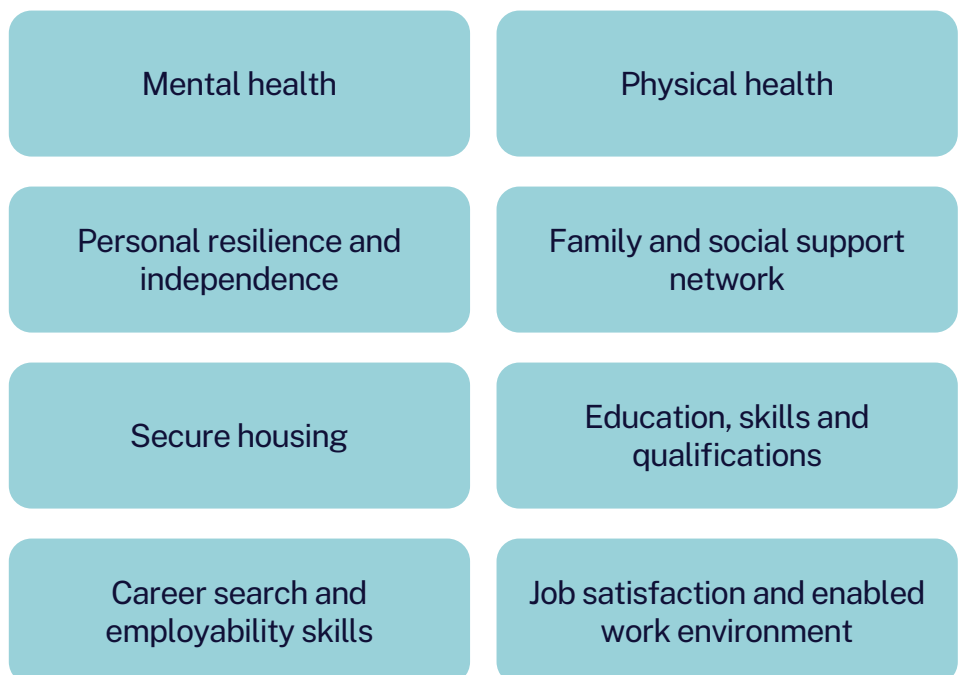 Mental health
Physical health
Personal resilience and
independence
Family and social support
network
Secure housing
Education, skills and
qualifications
Career search and
employability skills
Job satisfaction and enabled
work environment